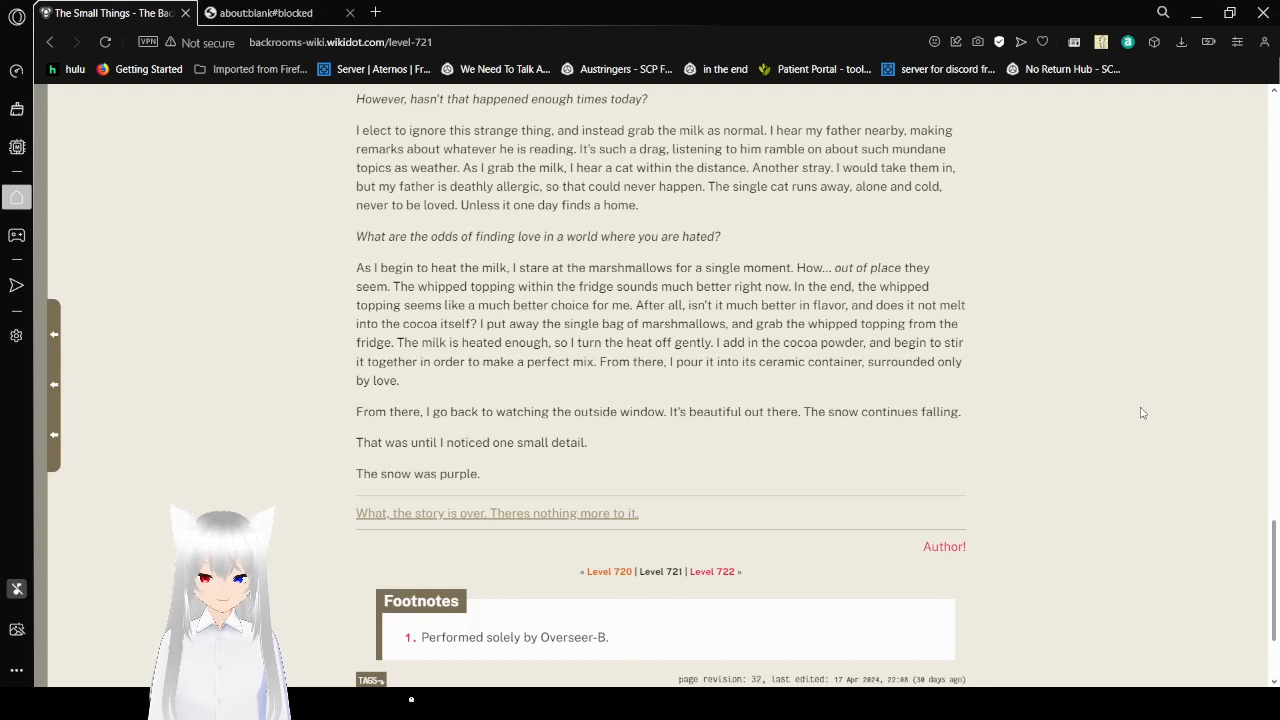 The Small Things - The Bac
about:blank#blocked
VPN
Not secure
backrooms-wiki.wikidot.com/level-721
hulu
Getting Started
Imported from Firef...
Server | Aternos | Fr...
We Need To Talk A...
Austringers - SCP F...
in the end
Patient Portal - tool...
server for discord fr...
No Return Hub - SC...
However, hasn't that happened enough times today?
I elect to ignore this strange thing, and instead grab the milk as normal. I hear my father nearby, making
remarks about whatever he is reading. It's such a drag, listening to him ramble on about such mundane
topics as weather. As I grab the milk, I hear a cat within the distance. Another stray. I would take them in,
but my father is deathly allergic, so that could never happen. The single cat runs away, alone and cold,
never to be loved. Unless it one day finds a home.
What are the odds of finding love in a world where you are hated?
As I begin to heat the milk, I stare at the marshmallows for a single moment. How... out of place they
seem. The whipped topping within the fridge sounds much better right now. In the end, the whipped
topping seems like a much better choice for me. After all, isn't it much better in flavor, and does it not melt
into the cocoa itself? I put away the single bag of marshmallows, and grab the whipped topping from the
fridge. The milk is heated enough, so I turn the heat off gently. I add in the cocoa powder, and begin to stir
it together in order to make a perfect mix. From there, I pour it into its ceramic container, surrounded only
by love.
From there, I go back to watching the outside window. It's beautiful out there. The snow continues falling.
That was until I noticed one small detail.
The snow was purple.
What, the story is over. Theres nothing more to it.
Author!
« Level 720 | Level 721 | Level 722 »
Footnotes
1. Performed solely by Overseer-B.
TAGS
page revision: 32, last edited: 17 Apr 2024, 22:08 (30 days ago)